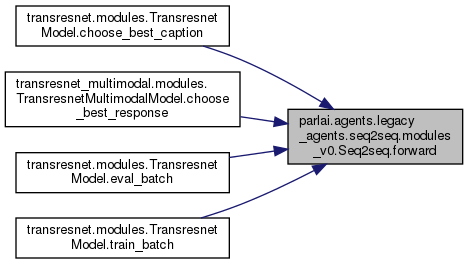 transresnet.modules.Transresnet
Model.choose_best_caption
transresnet_multimodal.modules.
TransresnetMultimodalModel.choose
_best_response
parlai.agents.legacy
_agents.seq2seq.modules
_v0.Seq2seq.forward
transresnet.modules.Transresnet
Model.eval_batch
transresnet.modules.Transresnet
Model.train_batch